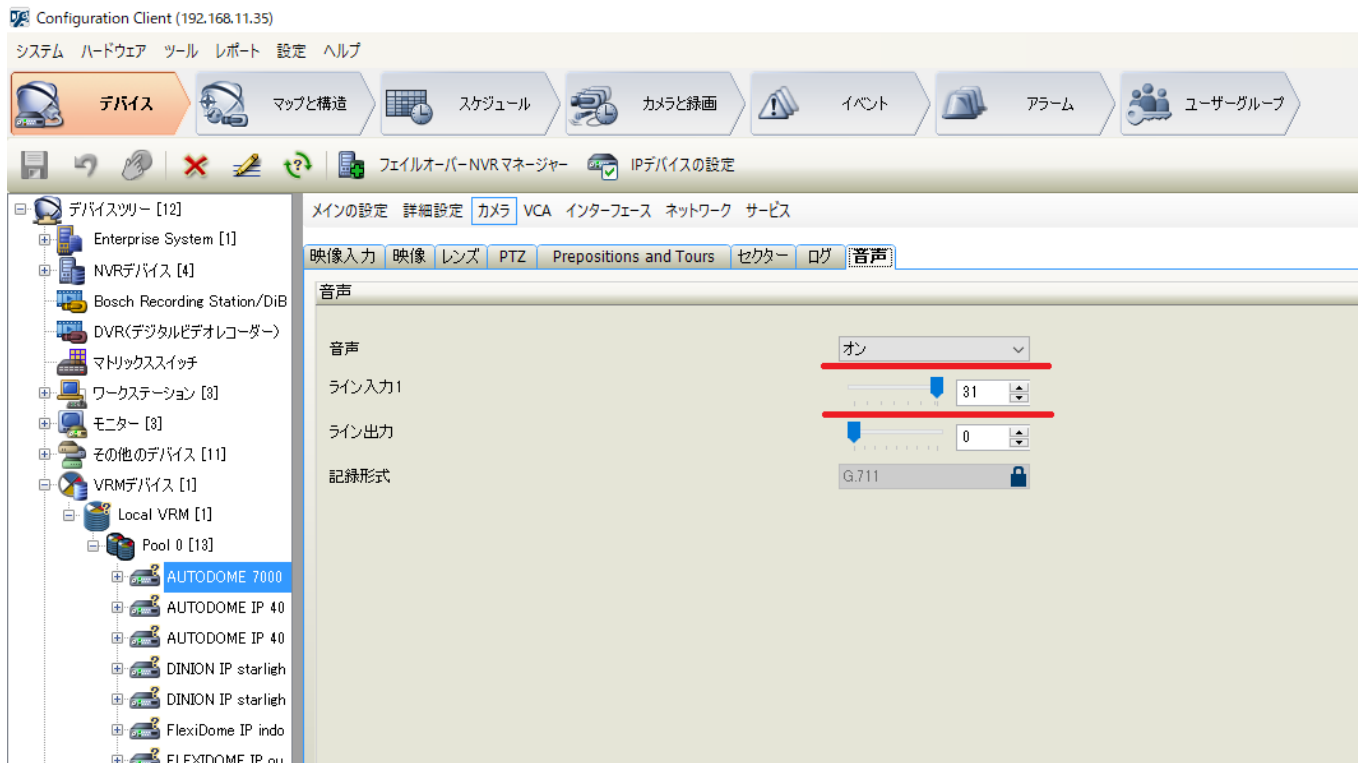 Configuration Client (192.168.11.35)
システム ハードウェア ツール レポート 設定 ヘルプ
デバイス マップと構造 スケジュール カメラと録画 イベント アラーム ユーザーグループ
フェイルオーバーNVRマネージャー IPデバイスの設定
デバイスツリー [12]
Enterprise System [1]
NVRデバイス [4]
Bosch Recording Station/DiB
DVR(デジタルビデオレコーダー)
マトリックススイッチ
ワークステーション [3]
モニター [3]
その他のデバイス [11]
VRMデバイス [1]
Local VRM [1]
Pool 0 [13]
AUTODOME 7000
AUTODOME IP 40
AUTODOME IP 40
DINION IP starligh
DINION IP starligh
FlexiDome IP indo
FLEXIDOME IP ou
メインの設定 詳細設定 カメラ VCA インターフェース ネットワーク サービス
映像入力 映像 レンズ PTZ Prepositions and Tours セクター ログ 音声
音声
音声 オン
ライン入力1 31
ライン出力 0
記録形式 G.711